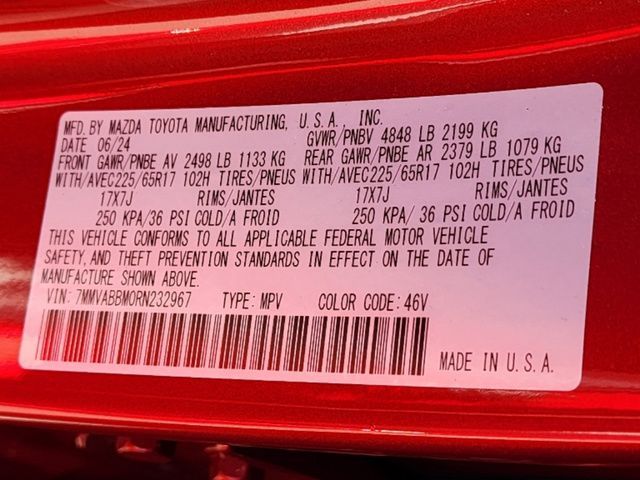 MFD. BY MAZDA TOYOTA MANUFACTURING, U.S.A., INC.
DATE 06/24 GVWR/PNBV 4848 LB 2199 KG
FRONT GAWR/PNBE AV 2498 LB 1133 KG REAR GAWR/PNBE AR 2379 LB 1079 KG
WITH/AVEC225/65R17 102H TIRES/PNEUS WITH/AVEC225/65R17 102H TIRES/PNEUS
17X7J RIMS/JANTES 17X7J RIMS/JANTES
250 KPA/36 PSI COLD/A FROID 250 KPA/ 36 PSI COLD/A FROID
THIS VEHICLE CONFORMS TO ALL APPLICABLE FEDERAL MOTOR VEHICLE
SAFETY, AND THEFT PREVENTION STANDARDS IN EFFECT ON THE DATE OF
MANUFACTURE SHOWN ABOVE.
VIN: 7MMVABBM0RN232967 TYPE: MPV COLOR CODE: 46V
MADE IN U.S.A.